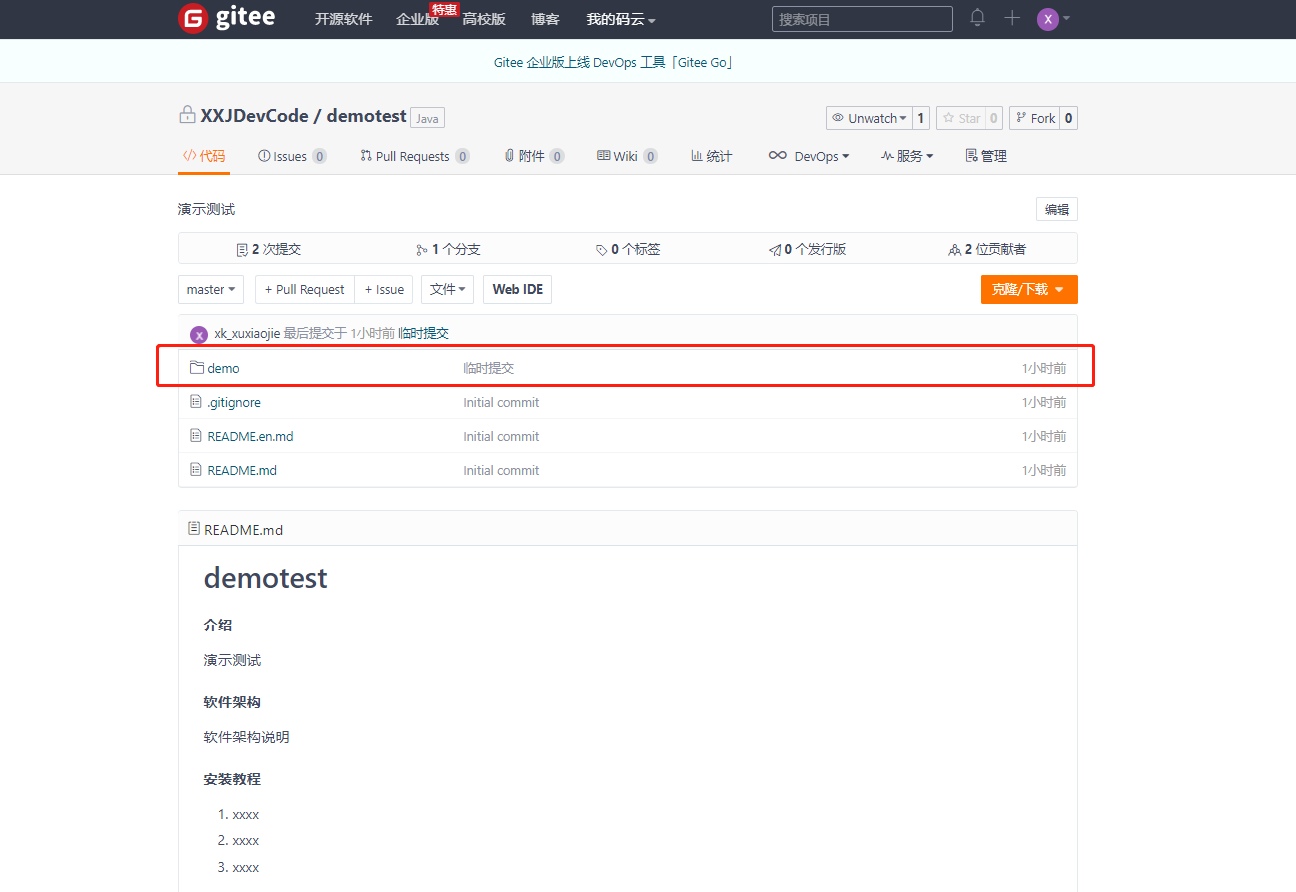 gitee 开源软件 企业版 特惠 高校版 博客 我的码云 搜索项目 X
Gitee 企业版上线 DevOps 工具「Gitee Go」
XXJDevCode / demotest Java Unwatch 1 Star 0 Fork 0
代码 Issues 0 Pull Requests 0 附件 0 Wiki 0 统计 DevOps 服务 管理
演示测试 编辑
2 次提交 1 个分支 0 个标签 0 个发行版 2 位贡献者
master + Pull Request + Issue 文件 Web IDE 克隆/下载
X xk_xuxiaojie 最后提交于 1小时前 临时提交
demo 临时提交 1小时前
.gitignore Initial commit 1小时前
README.en.md Initial commit 1小时前
README.md Initial commit 1小时前
README.md
demotest
介绍
演示测试
软件架构
软件架构说明
安装教程
1. xxxx
2. xxxx
3. xxxx